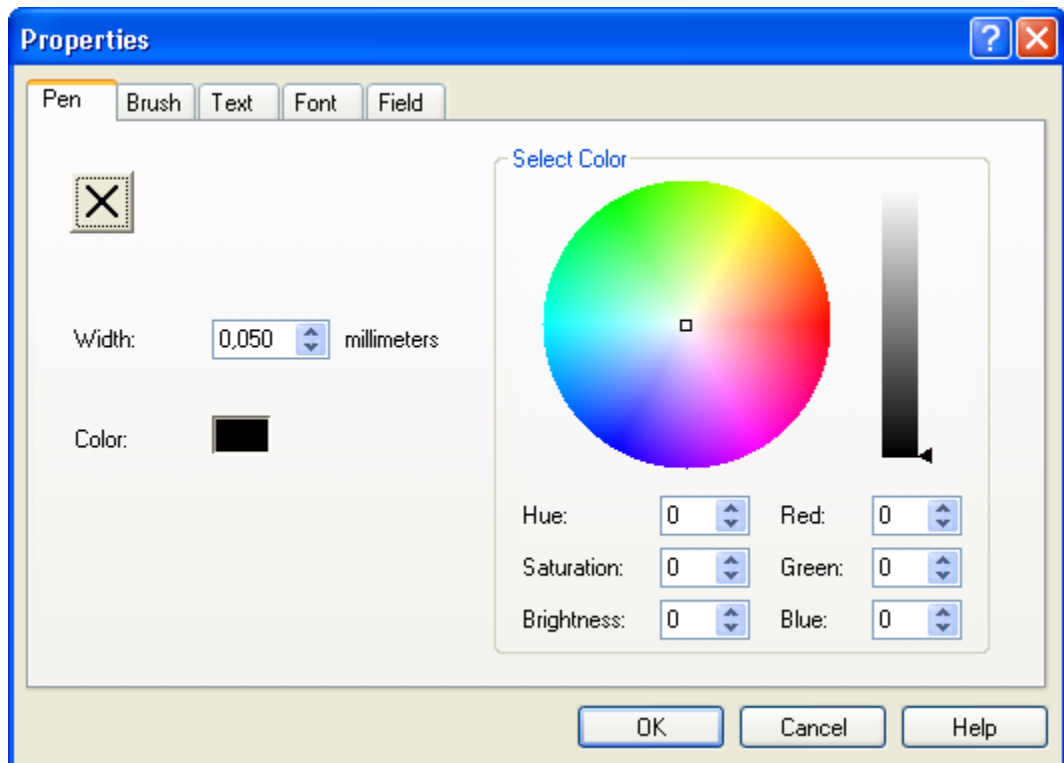 Properties
Pen Brush Text Font Field
Select Color
Width: 0,050 millimeters
Color:
Hue: 0 Red: 0
Saturation: 0 Green: 0
Brightness: 0 Blue: 0
OK Cancel Help